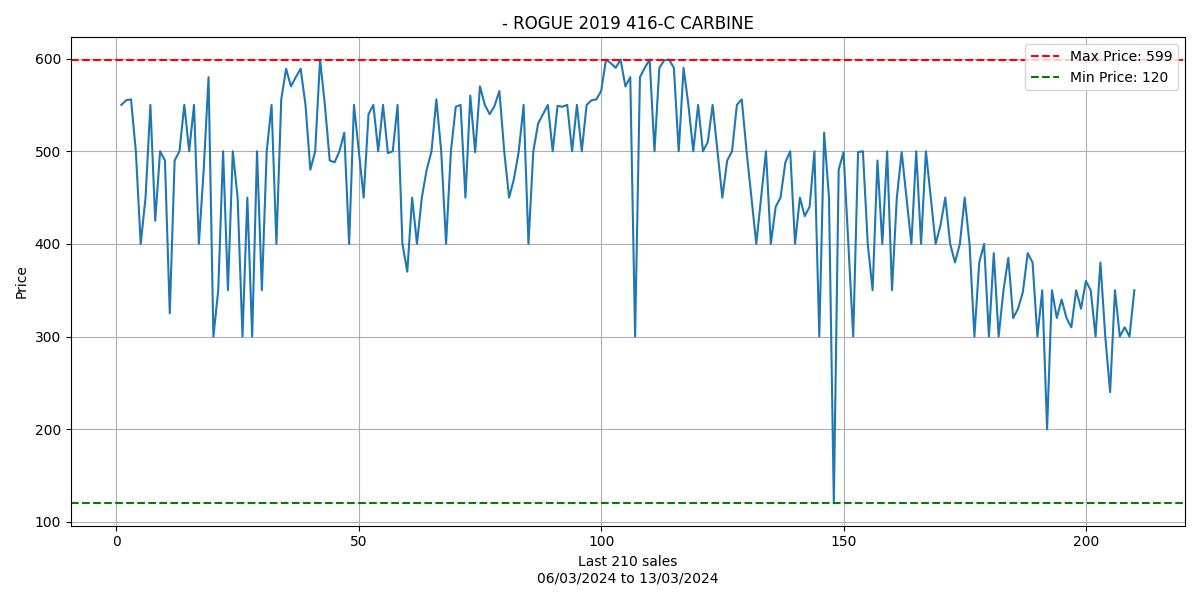 - ROGUE 2019 416-C CARBINE
Max Price: 599
Min Price: 120
600
500
400
300
200
100
Price
0 50 100 150 200
Last 210 sales
06/03/2024 to 13/03/2024